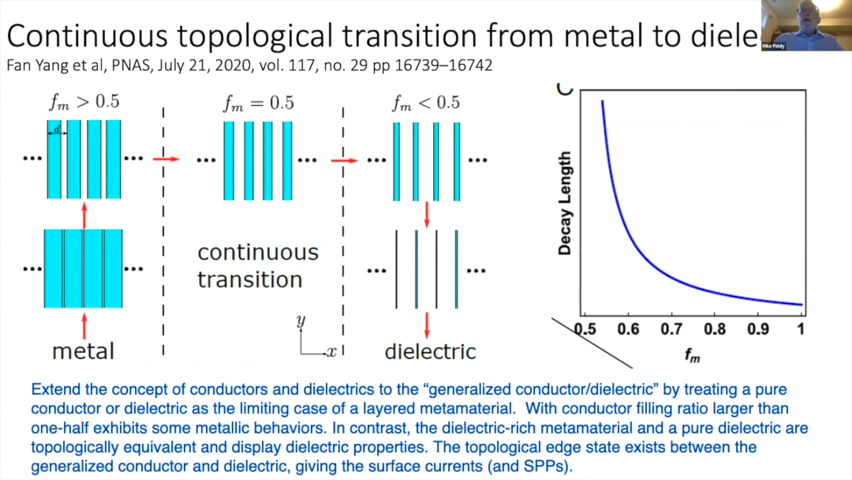 Continuous topological transition from metal to diele
Mike Fiddy
Fan Yang et al, PNAS, July 21, 2020, vol. 117, no. 29 pp 16739–16742
fm > 0.5
fm = 0.5
fm < 0.5
d
continuous
transition
y
x
metal
dielectric
Decay Length
0.5 0.6 0.7 0.8 0.9 1
fm
Extend the concept of conductors and dielectrics to the “generalized conductor/dielectric” by treating a pure
conductor or dielectric as the limiting case of a layered metamaterial. With conductor filling ratio larger than
one-half exhibits some metallic behaviors. In contrast, the dielectric-rich metamaterial and a pure dielectric are
topologically equivalent and display dielectric properties. The topological edge state exists between the
generalized conductor and dielectric, giving the surface currents (and SPPs).